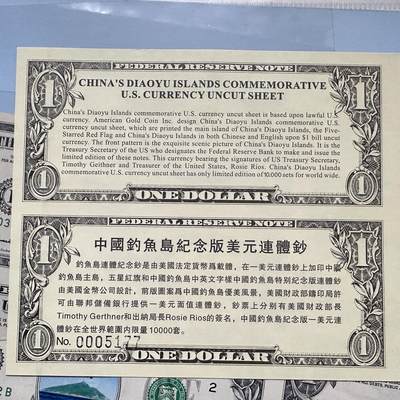 FEDERAL RESERVE NOTE
CHINA'S DIAOYU ISLANDS COMMEMORATIVE
U.S. CURRENCY UNCUT SHEET
China's Diaoyu Islands commemorative U.S. currency uncut sheet is based upon lawful U.S.
currency. American Gold Coin Inc. design China's Diaoyu Islands commemorative U.S.
currency uncut sheet, which are printed the main island of China's Diaoyu Islands, the Five-
Starred Red Flag and China's Diaoyu Islands in both Chinese and English upon $1 bill uncut
currency. The front pattern is the exquisite scenic picture of China's Diaoyu Islands. It is the
Treasury Secretary of the US who designates the Federal Reserve Bank to make and issue the
limited edition of these notes. This currency bearing the signatures of US Treasury Secretary,
Timothy Geithner and Treasurer of the United States, Rosie Rios. China's Diaoyu Islands
commemorative U.S. currency uncut sheet has only limited edition of 10,000 sets for world wide.
1
1
1
1
ONE DOLLAR
FEDERAL RESERVE NOTE
中國釣魚島紀念版美元連體鈔
釣魚島連體紀念鈔是由美國法定貨幣爲載體，在一美元連體鈔上加印中國
釣魚島主島，五星紅旗和中國釣魚島中英文字樣中國釣魚島特别紀念版連體鈔
由美國金幣公司設計，前版圖案爲中國釣魚島優美風景，美國財政部鑄印局許
可由聯邦儲備銀行提供一美元面值連體鈔，鈔票上分别有美國財政部長
Timothy Gerthner和出納局長Rosie Rios的簽名，中國釣魚島紀念版一美元連
體鈔在全世界範圍内限量10000套。
No. 0005177
1
1
1
1
ONE DOLLAR
2